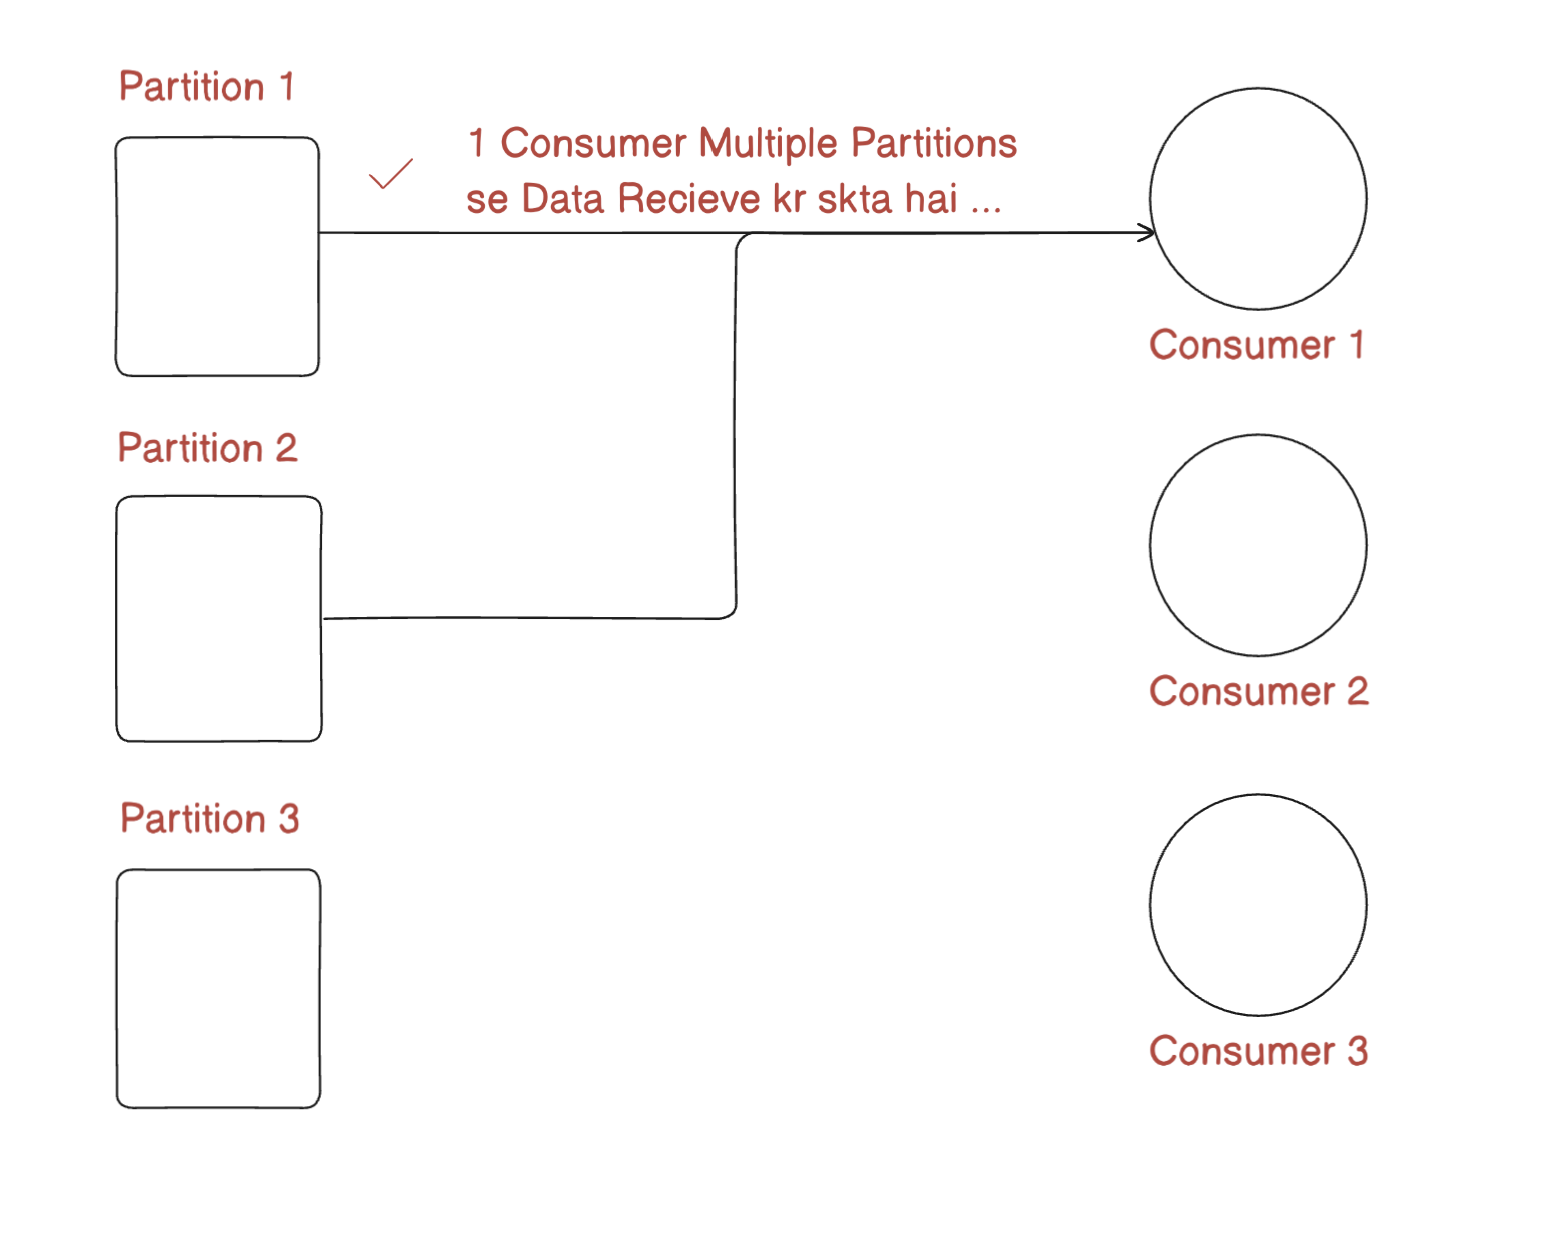 Partition 1
1 Consumer Multiple Partitions
se Data Recieve kr skta hai ...
Consumer 1
Partition 2
Consumer 2
Partition 3
Consumer 3